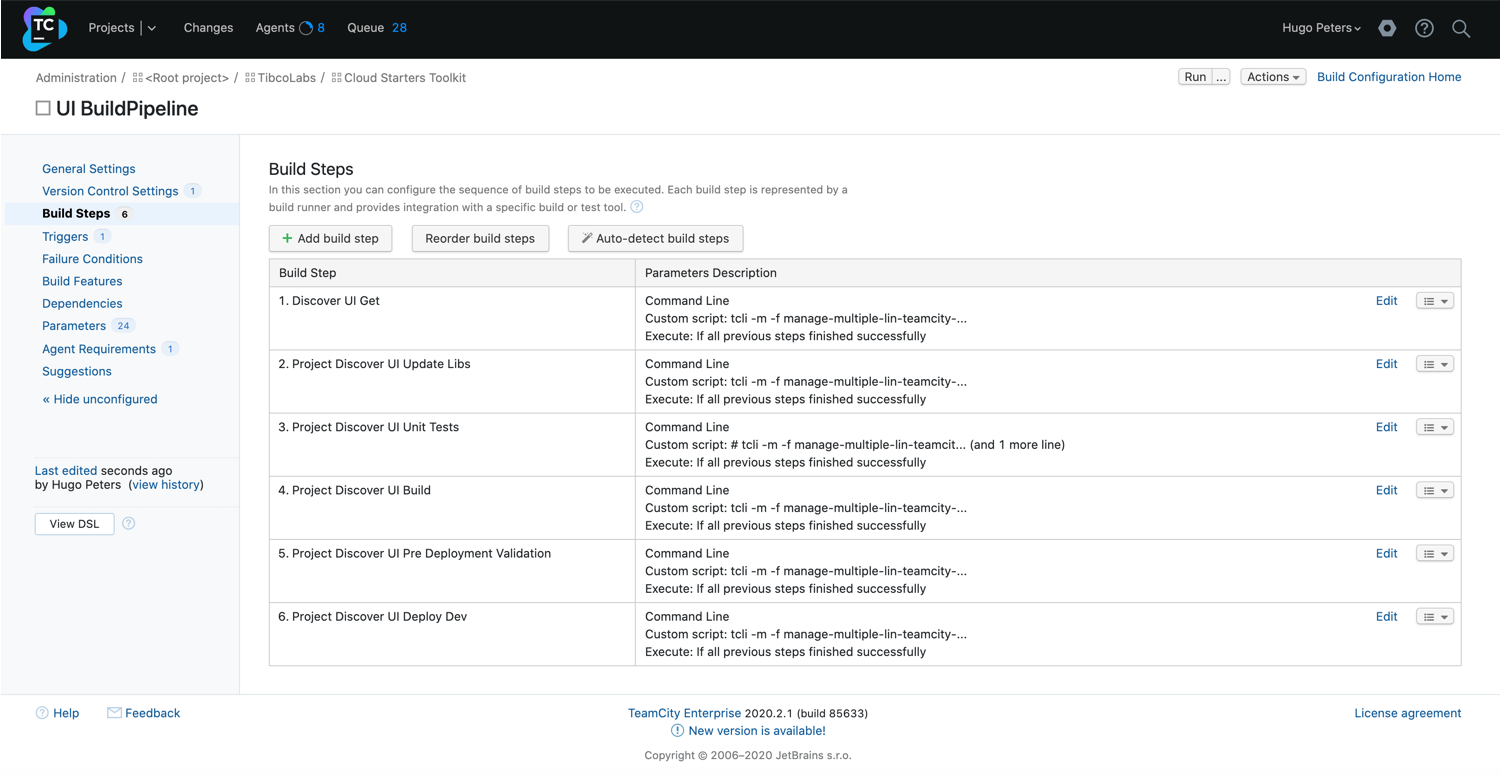 TC
Projects
Changes
Agents 8
Queue 28
Hugo Peters
Administration / <Root project> / TibcoLabs / Cloud Starters Toolkit
Run ...
Actions
Build Configuration Home
UI BuildPipeline
General Settings
Version Control Settings 1
Build Steps 6
Triggers 1
Failure Conditions
Build Features
Dependencies
Parameters 24
Agent Requirements 1
Suggestions
« Hide unconfigured
Last edited seconds ago
by Hugo Peters (view history)
View DSL ?
Build Steps
In this section you can configure the sequence of build steps to be executed. Each build step is represented by a
build runner and provides integration with a specific build or test tool. ?
+ Add build step
Reorder build steps
Auto-detect build steps
Build Step
Parameters Description
1. Discover UI Get
Command Line
Custom script: tcli -m -f manage-multiple-lin-teamcity-...
Execute: If all previous steps finished successfully
Edit
2. Project Discover UI Update Libs
Command Line
Custom script: tcli -m -f manage-multiple-lin-teamcity-...
Execute: If all previous steps finished successfully
Edit
3. Project Discover UI Unit Tests
Command Line
Custom script: # tcli -m -f manage-multiple-lin-teamcit... (and 1 more line)
Execute: If all previous steps finished successfully
Edit
4. Project Discover UI Build
Command Line
Custom script: tcli -m -f manage-multiple-lin-teamcity-...
Execute: If all previous steps finished successfully
Edit
5. Project Discover UI Pre Deployment Validation
Command Line
Custom script: tcli -m -f manage-multiple-lin-teamcity-...
Execute: If all previous steps finished successfully
Edit
6. Project Discover UI Deploy Dev
Command Line
Custom script: tcli -m -f manage-multiple-lin-teamcity-...
Execute: If all previous steps finished successfully
Edit
? Help
Feedback
TeamCity Enterprise 2020.2.1 (build 85633)
New version is available!
Copyright © 2006–2020 JetBrains s.r.o.
License agreement